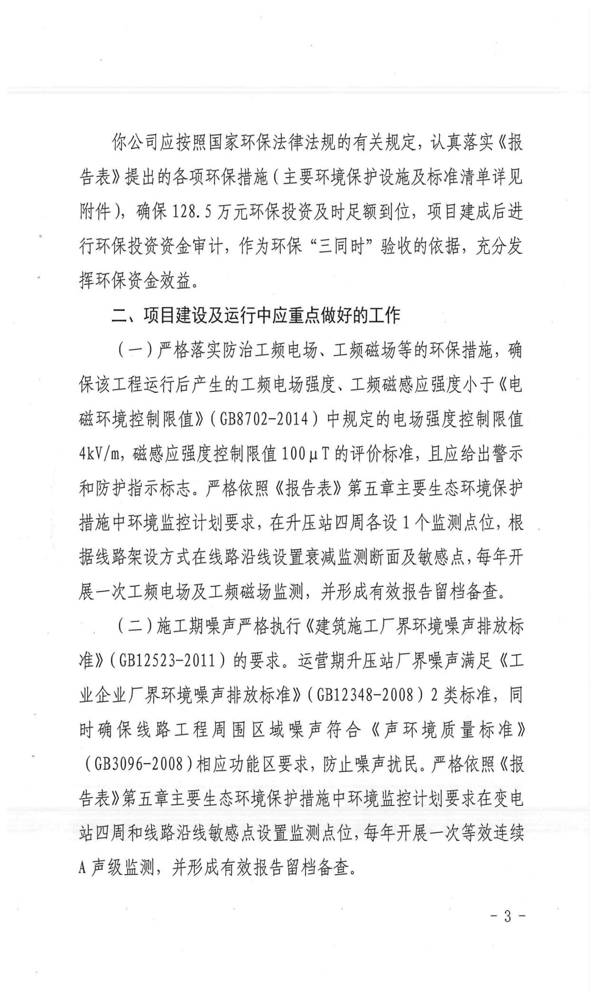 你公司应按照国家环保法律法规的有关规定，认真落实《报
告表》提出的各项环保措施（主要环境保护设施及标准清单详见
附件），确保128.5万元环保投资及时足额到位，项目建成后进
行环保投资资金审计，作为环保“三同时”验收的依据，充分发
挥环保资金效益。
二、项目建设及运行中应重点做好的工作
（一）严格落实防治工频电场、工频磁场等的环保措施，确
保该工程运行后产生的工频电场强度、工频磁感应强度小于《电
磁环境控制限值》（GB8702-2014）中规定的电场强度控制限值
4kV/m，磁感应强度控制限值100μT的评价标准，且应给出警示
和防护指示标志。严格依照《报告表》第五章主要生态环境保护
措施中环境监控计划要求，在升压站四周各设1个监测点位，根
据线路架设方式在线路沿线设置衰减监测断面及敏感点，每年开
展一次工频电场及工频磁场监测，并形成有效报告留档备查。
（二）施工期噪声严格执行《建筑施工厂界环境噪声排放标
准》（GB12523-2011）的要求。运营期升压站厂界噪声满足《工
业企业厂界环境噪声排放标准》（GB12348-2008）2类标准，同
时确保线路工程周围区域噪声符合《声环境质量标准》
（GB3096-2008）相应功能区要求，防止噪声扰民。严格依照《报
告表》第五章主要生态环境保护措施中环境监控计划要求在变电
站四周和线路沿线敏感点设置监测点位，每年开展一次等效连续
A声级监测，并形成有效报告留档备查。
- 3 -